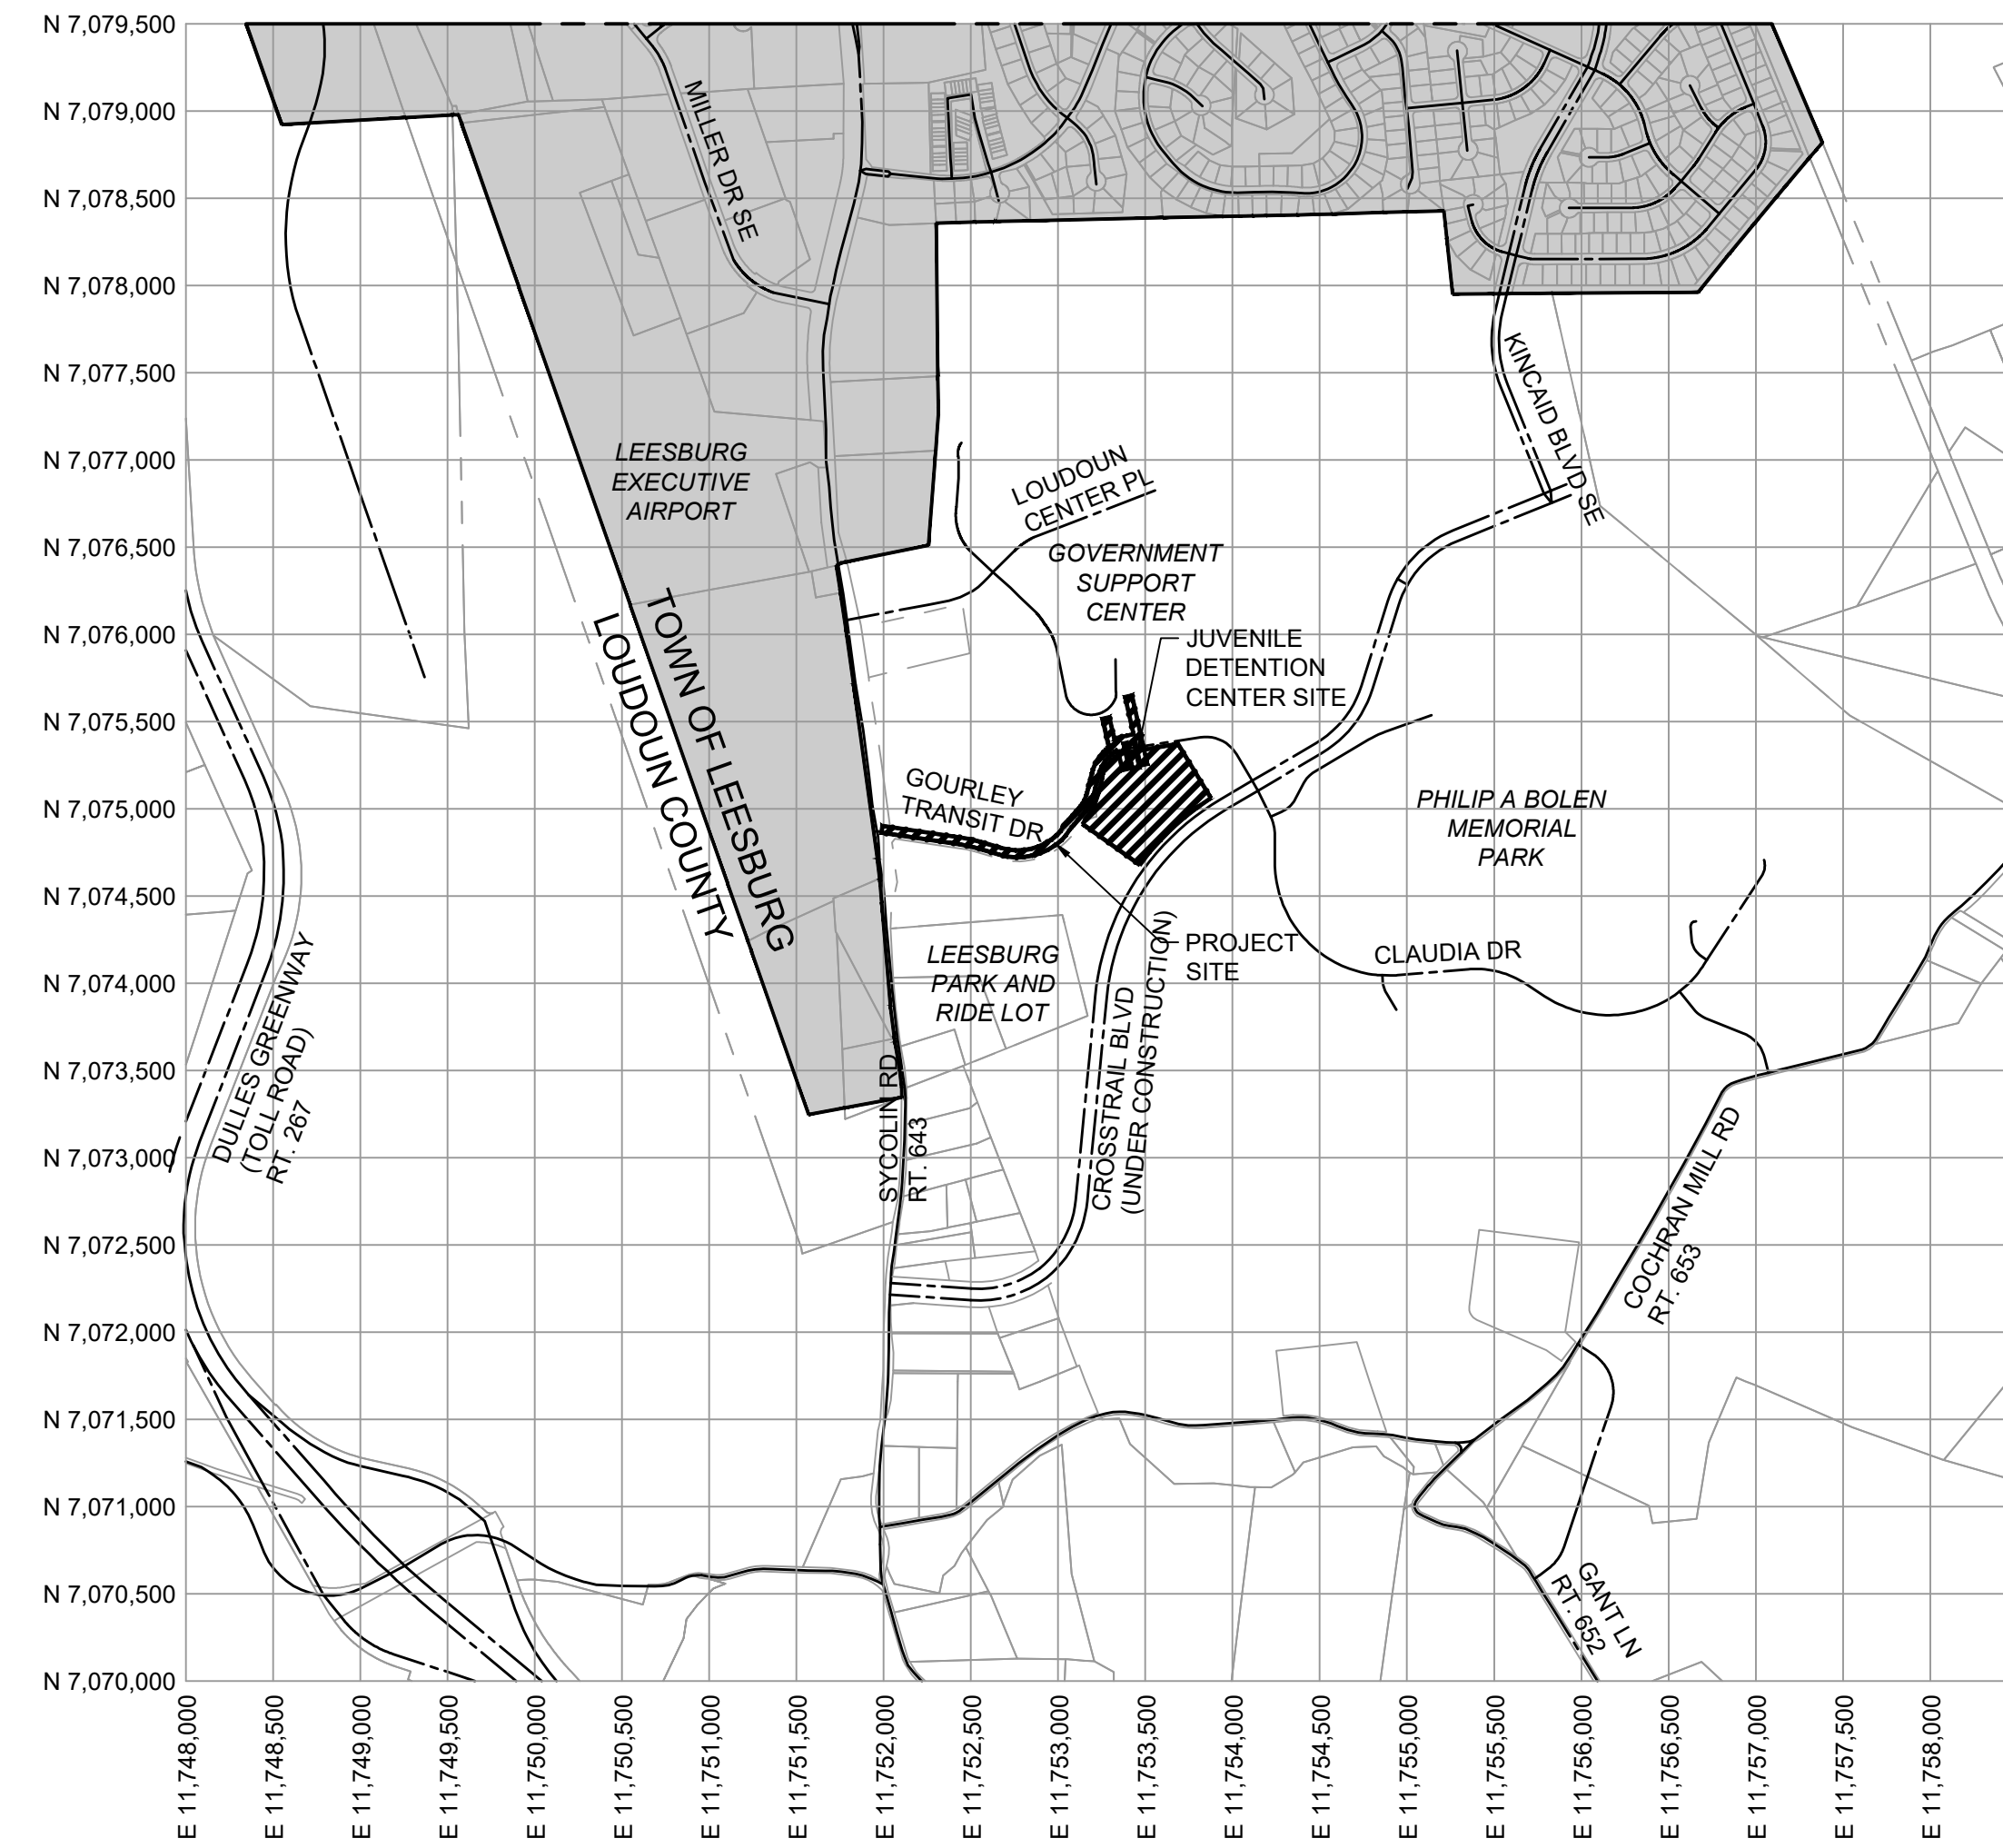 N 7,079,500
N 7,079,000
N 7,078,500
N 7,078,000
N 7,077,500
N 7,077,000
N 7,076,500
N 7,076,000
N 7,075,500
N 7,075,000
N 7,074,500
N 7,074,000
N 7,073,500
N 7,073,000
N 7,072,500
N 7,072,000
N 7,071,500
N 7,071,000
N 7,070,500
N 7,070,000
MILLER DR SE
KINCAID BLVD SE
LEESBURG
EXECUTIVE
AIRPORT
LOUDOUN
CENTER PL
GOVERNMENT
SUPPORT
CENTER
JUVENILE
DETENTION
CENTER SITE
TOWN OF LEESBURG
LOUDOUN COUNTY
GOURLEY
TRANSIT DR
PHILIP A BOLEN
MEMORIAL
PARK
PROJECT
SITE
CLAUDIA DR
LEESBURG
PARK AND
RIDE LOT
DULLES GREENWAY
(TOLL ROAD)
RT. 267
SYCOLIN RD
RT. 643
CROSSTRAIL BLVD
(UNDER CONSTRUCTION)
COCHRAN MILL RD
RT. 653
GANT LN
RT. 652
E 11,748,000
E 11,748,500
E 11,749,000
E 11,749,500
E 11,750,000
E 11,750,500
E 11,751,000
E 11,751,500
E 11,752,000
E 11,752,500
E 11,753,000
E 11,753,500
E 11,754,000
E 11,754,500
E 11,755,000
E 11,755,500
E 11,756,000
E 11,756,500
E 11,757,000
E 11,757,500
E 11,758,000